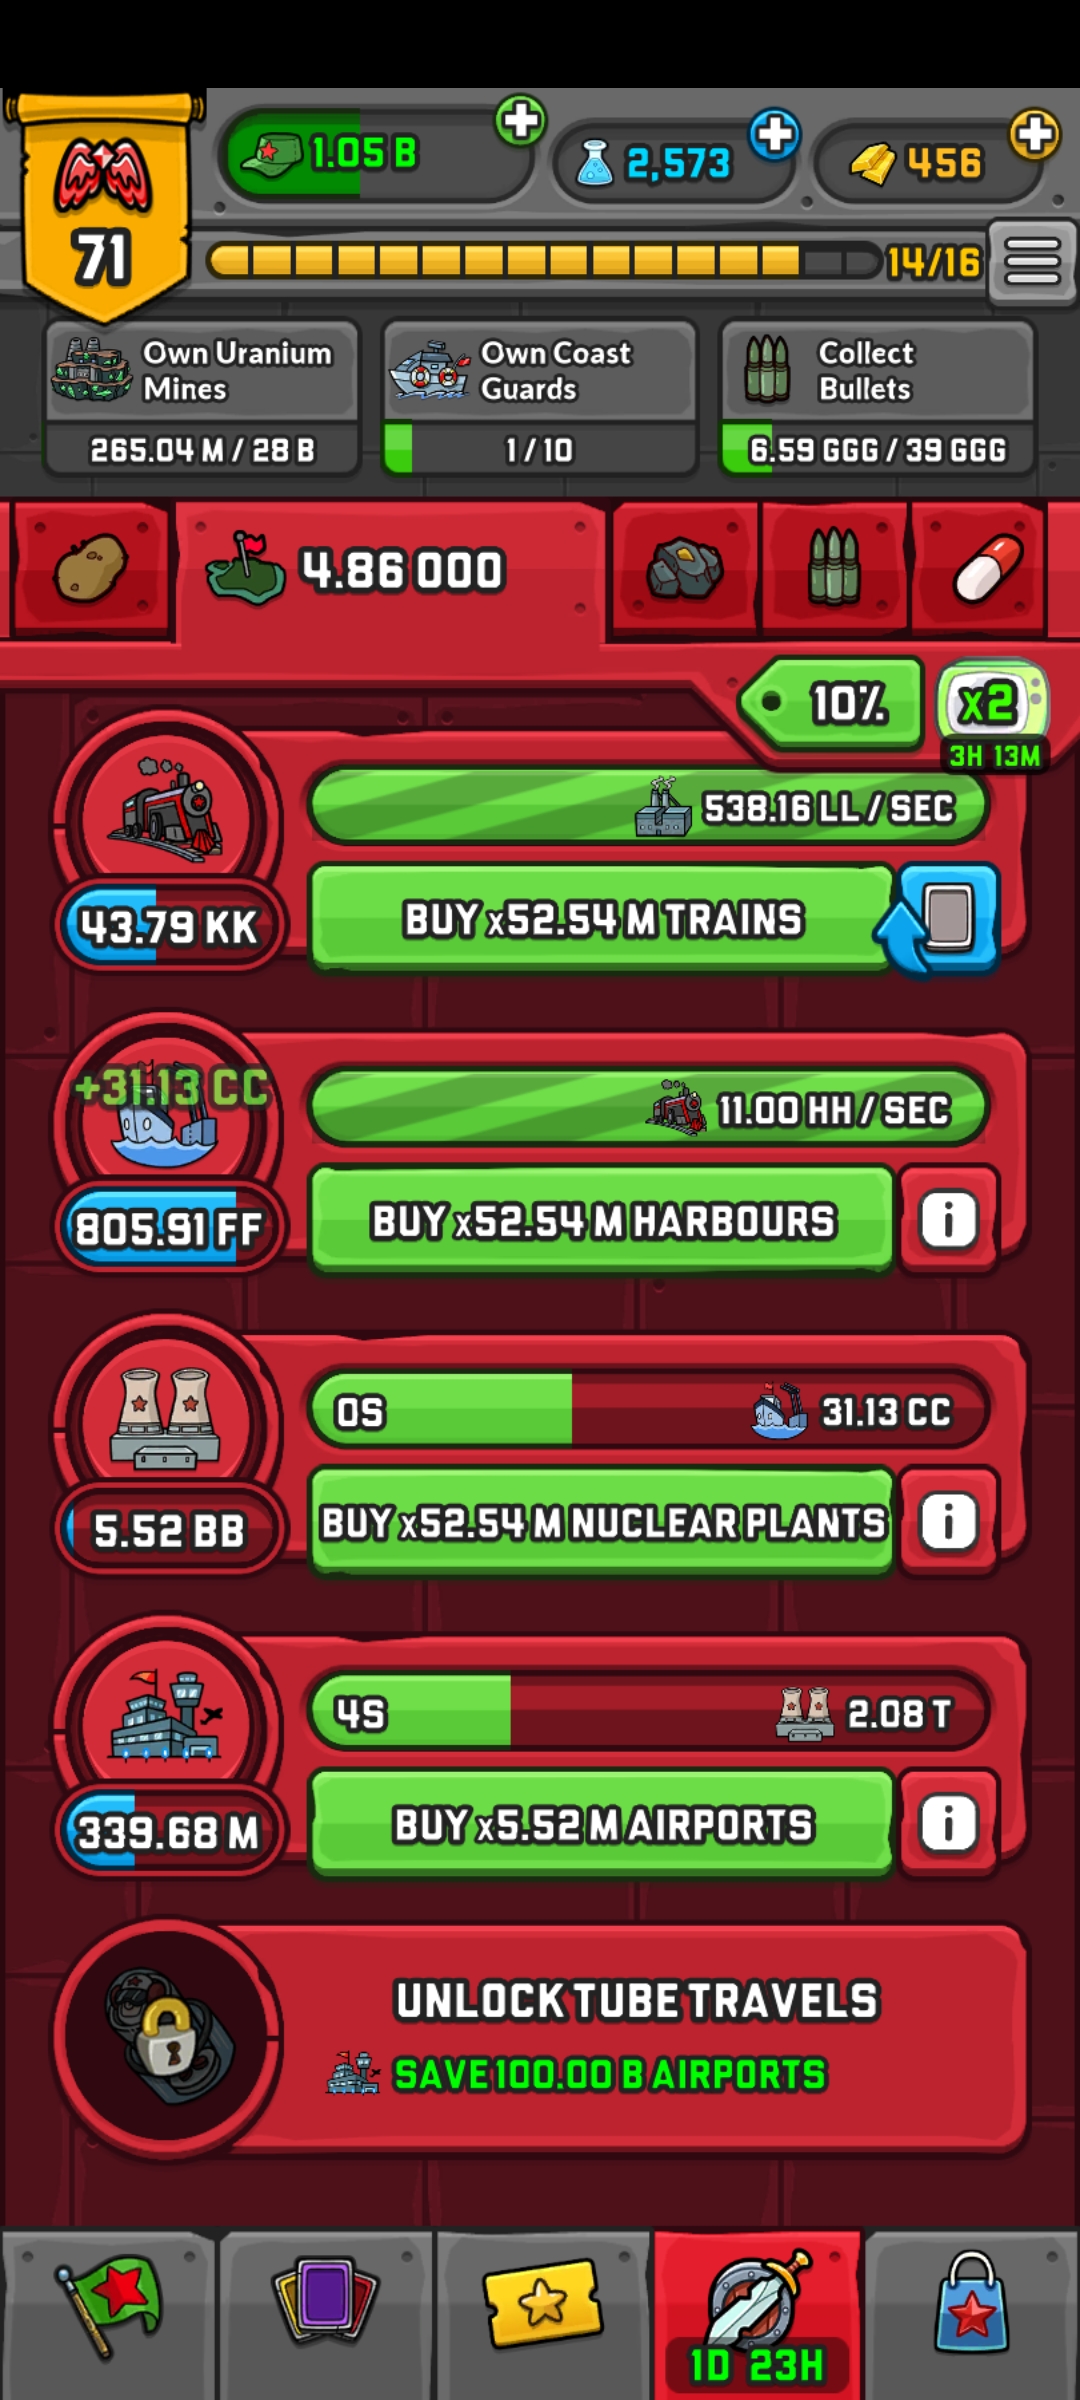 71
1.05 B
2,573
456
14/16
Own Uranium
Mines
265.04 M / 28 B
Own Coast
Guards
1 / 10
Collect
Bullets
6.59 GGG / 39 GGG
4.86 OOO
10%
x2
3H 13M
538.16 LL / SEC
43.79 KK
BUY x52.54 M TRAINS
+31.13 CC
11.00 HH / SEC
805.91 FF
BUY x52.54 M HARBOURS
i
0S
31.13 CC
5.52 BB
BUY x52.54 M NUCLEAR PLANTS
i
4S
2.08 T
339.68 M
BUY x5.52 M AIRPORTS
i
UNLOCK TUBE TRAVELS
SAVE 100.00 B AIRPORTS
1D 23H